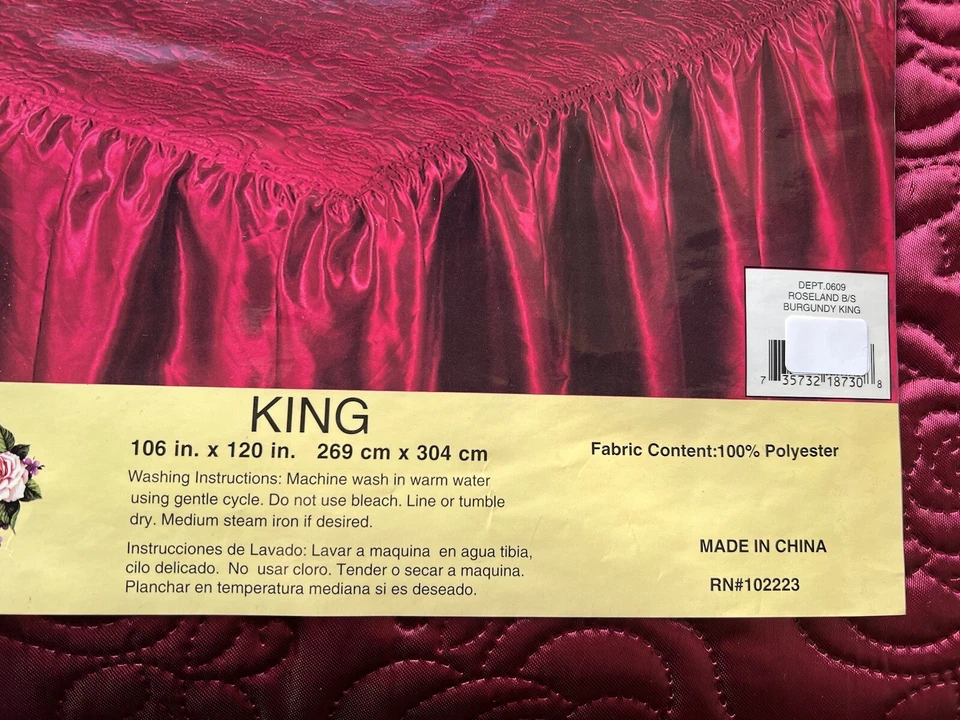 DEPT.0609
ROSELAND B/S
BURGUNDY KING
7 35732 18730 8
KING
106 in. x 120 in. 269 cm x 304 cm
Washing Instructions: Machine wash in warm water
using gentle cycle. Do not use bleach. Line or tumble
dry. Medium steam iron if desired.
Instrucciones de Lavado: Lavar a maquina en agua tibia,
cilo delicado. No usar cloro. Tender o secar a maquina.
Planchar en temperatura mediana si es deseado.
Fabric Content:100% Polyester
MADE IN CHINA
RN#102223